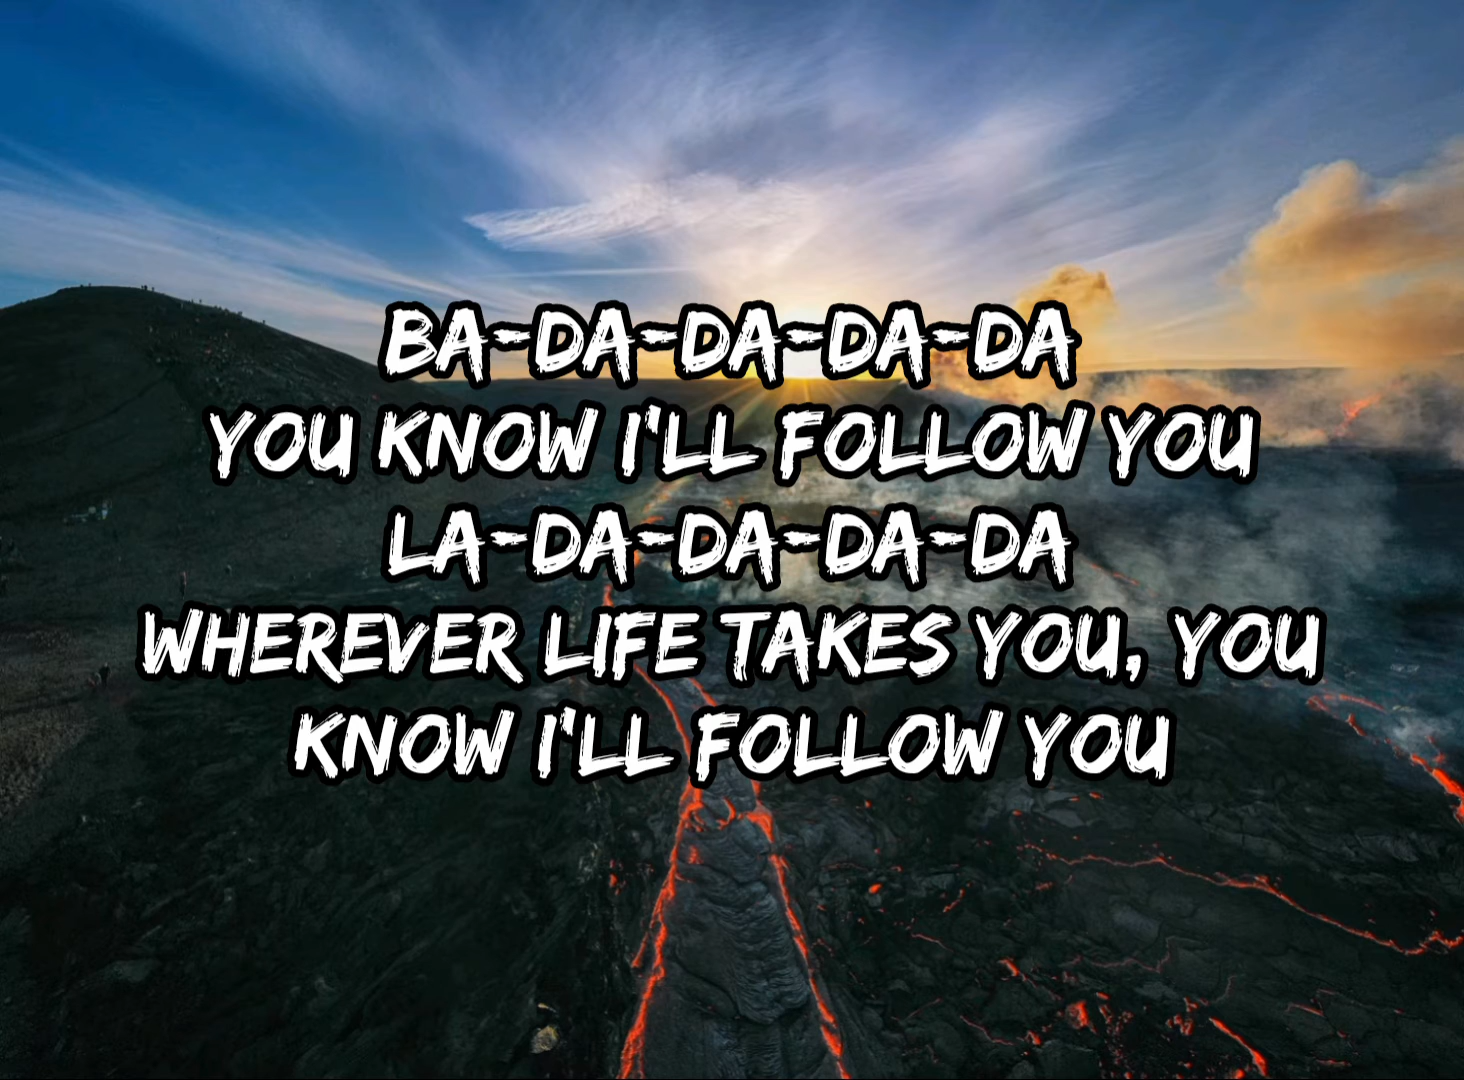 BA-DA-DA-DA-DA
YOU KNOW I'LL FOLLOW YOU
LA-DA-DA-DA-DA
WHEREVER LIFE TAKES YOU, YOU
KNOW I'LL FOLLOW YOU